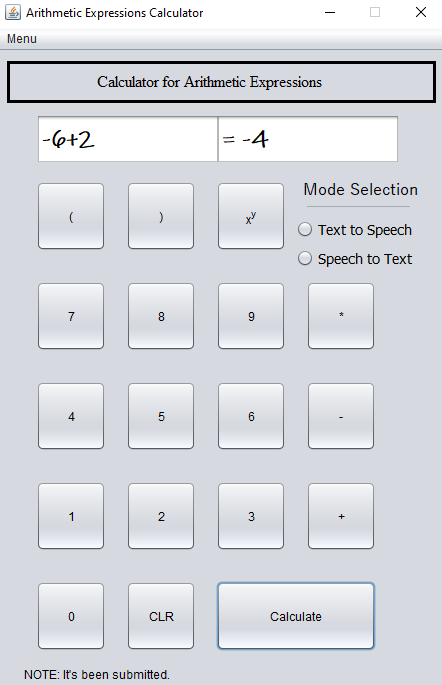 Arithmetic Expressions Calculator
Menu
Calculator for Arithmetic Expressions
-6+2 = -4
Mode Selection
( ) xʸ
Text to Speech
Speech to Text
7 8 9 *
4 5 6 -
1 2 3 +
0 CLR Calculate
NOTE: It's been submitted.